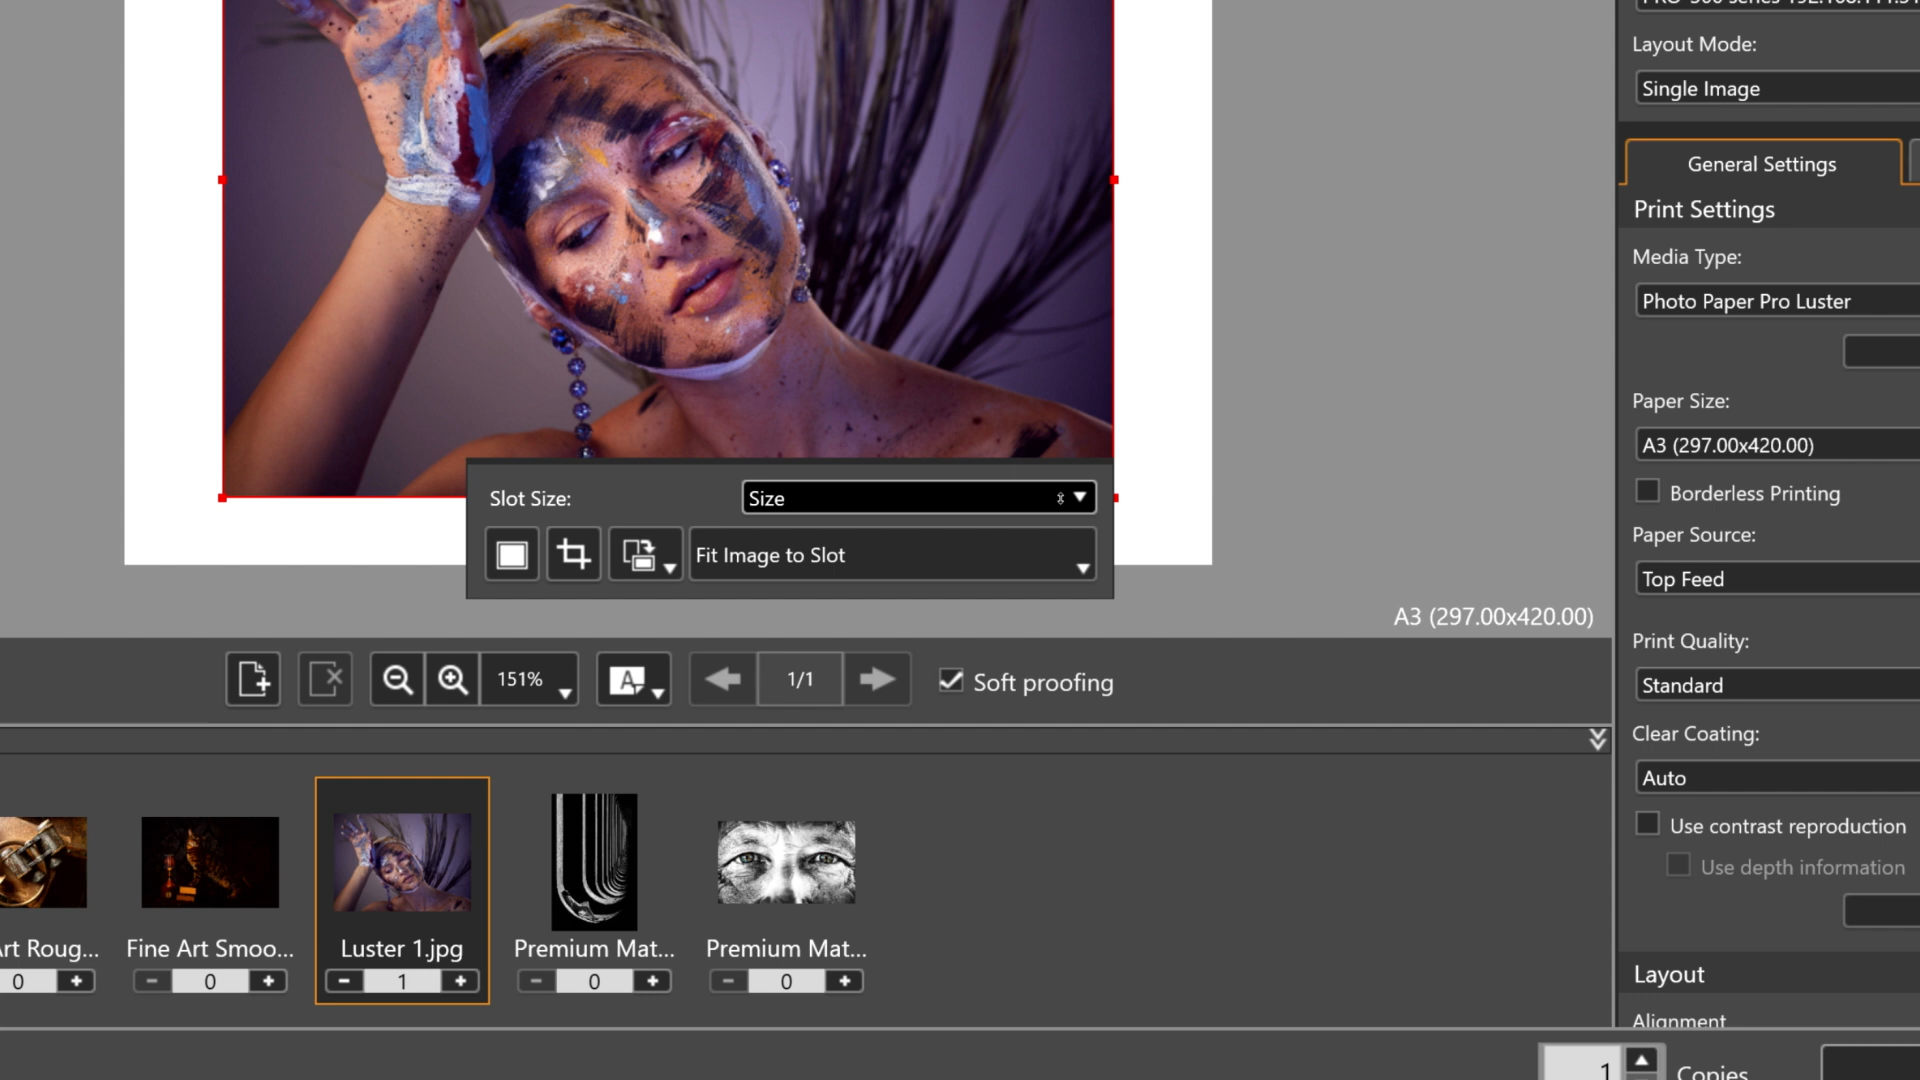 Layout Mode:
Single Image
General Settings
Print Settings
Media Type:
Photo Paper Pro Luster
Paper Size:
A3 (297.00x420.00)
Borderless Printing
Paper Source:
Top Feed
Print Quality:
Standard
Clear Coating:
Auto
Use contrast reproduction
Use depth information
Layout
Alignment
Slot Size:
Size
Fit Image to Slot
A3 (297.00x420.00)
151%
A
1/1
Soft proofing
rt Roug...
Fine Art Smoo...
Luster 1.jpg
Premium Mat...
Premium Mat...
0
0
1
0
0
1
Copies